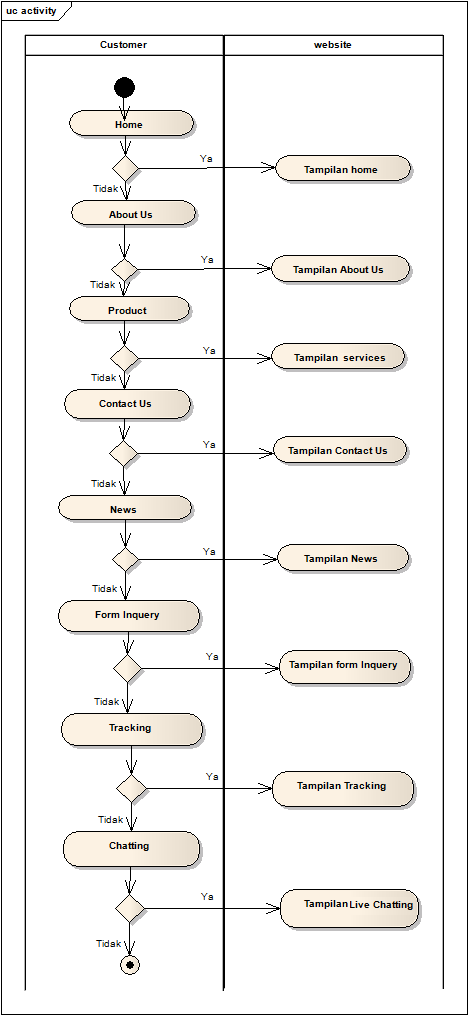 uc activity
Customer
website
Home
Ya
Tampilan home
Tidak
About Us
Ya
Tampilan About Us
Tidak
Product
Ya
Tampilan services
Tidak
Contact Us
Ya
Tampilan Contact Us
Tidak
News
Ya
Tampilan News
Tidak
Form Inquery
Ya
Tampilan form Inquery
Tidak
Tracking
Ya
Tampilan Tracking
Tidak
Chatting
Ya
Tampilan Live Chatting
Tidak